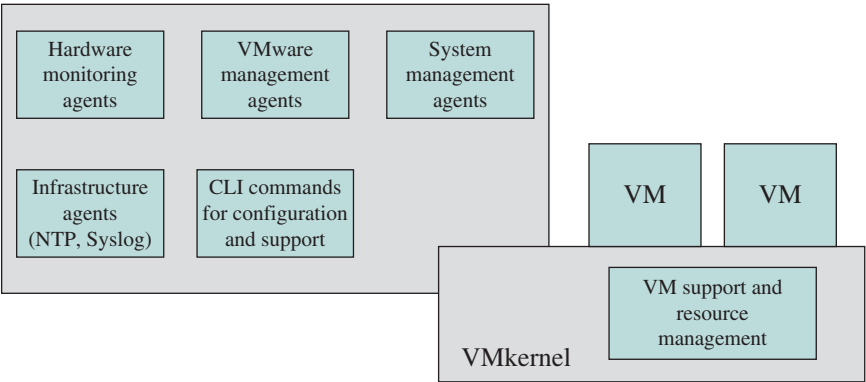 Hardware
monitoring
agents
VMware
management
agents
System
management
agents
Infrastructure
agents
(NTP, Syslog)
CLI commands
for configuration
and support
VM
VM
VM support and
resource
management
VMkernel